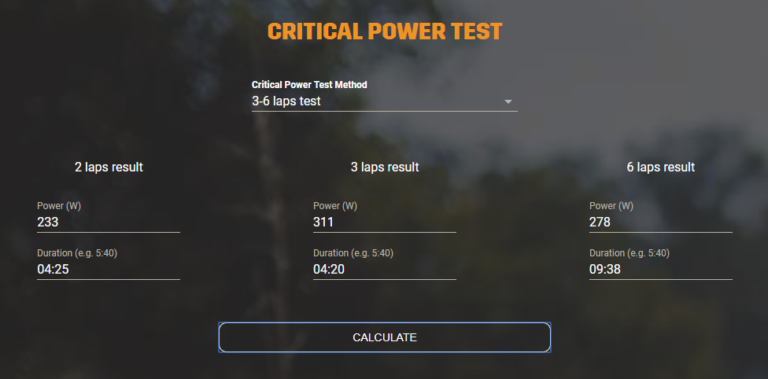 CRITICAL POWER TEST
Critical Power Test Method
3-6 laps test
2 laps result
3 laps result
6 laps result
Power (W)
Power (W)
Power (W)
233
311
278
Duration (e.g. 5:40)
Duration (e.g. 5:40)
Duration (e.g. 5:40)
04:25
04:20
09:38
CALCULATE